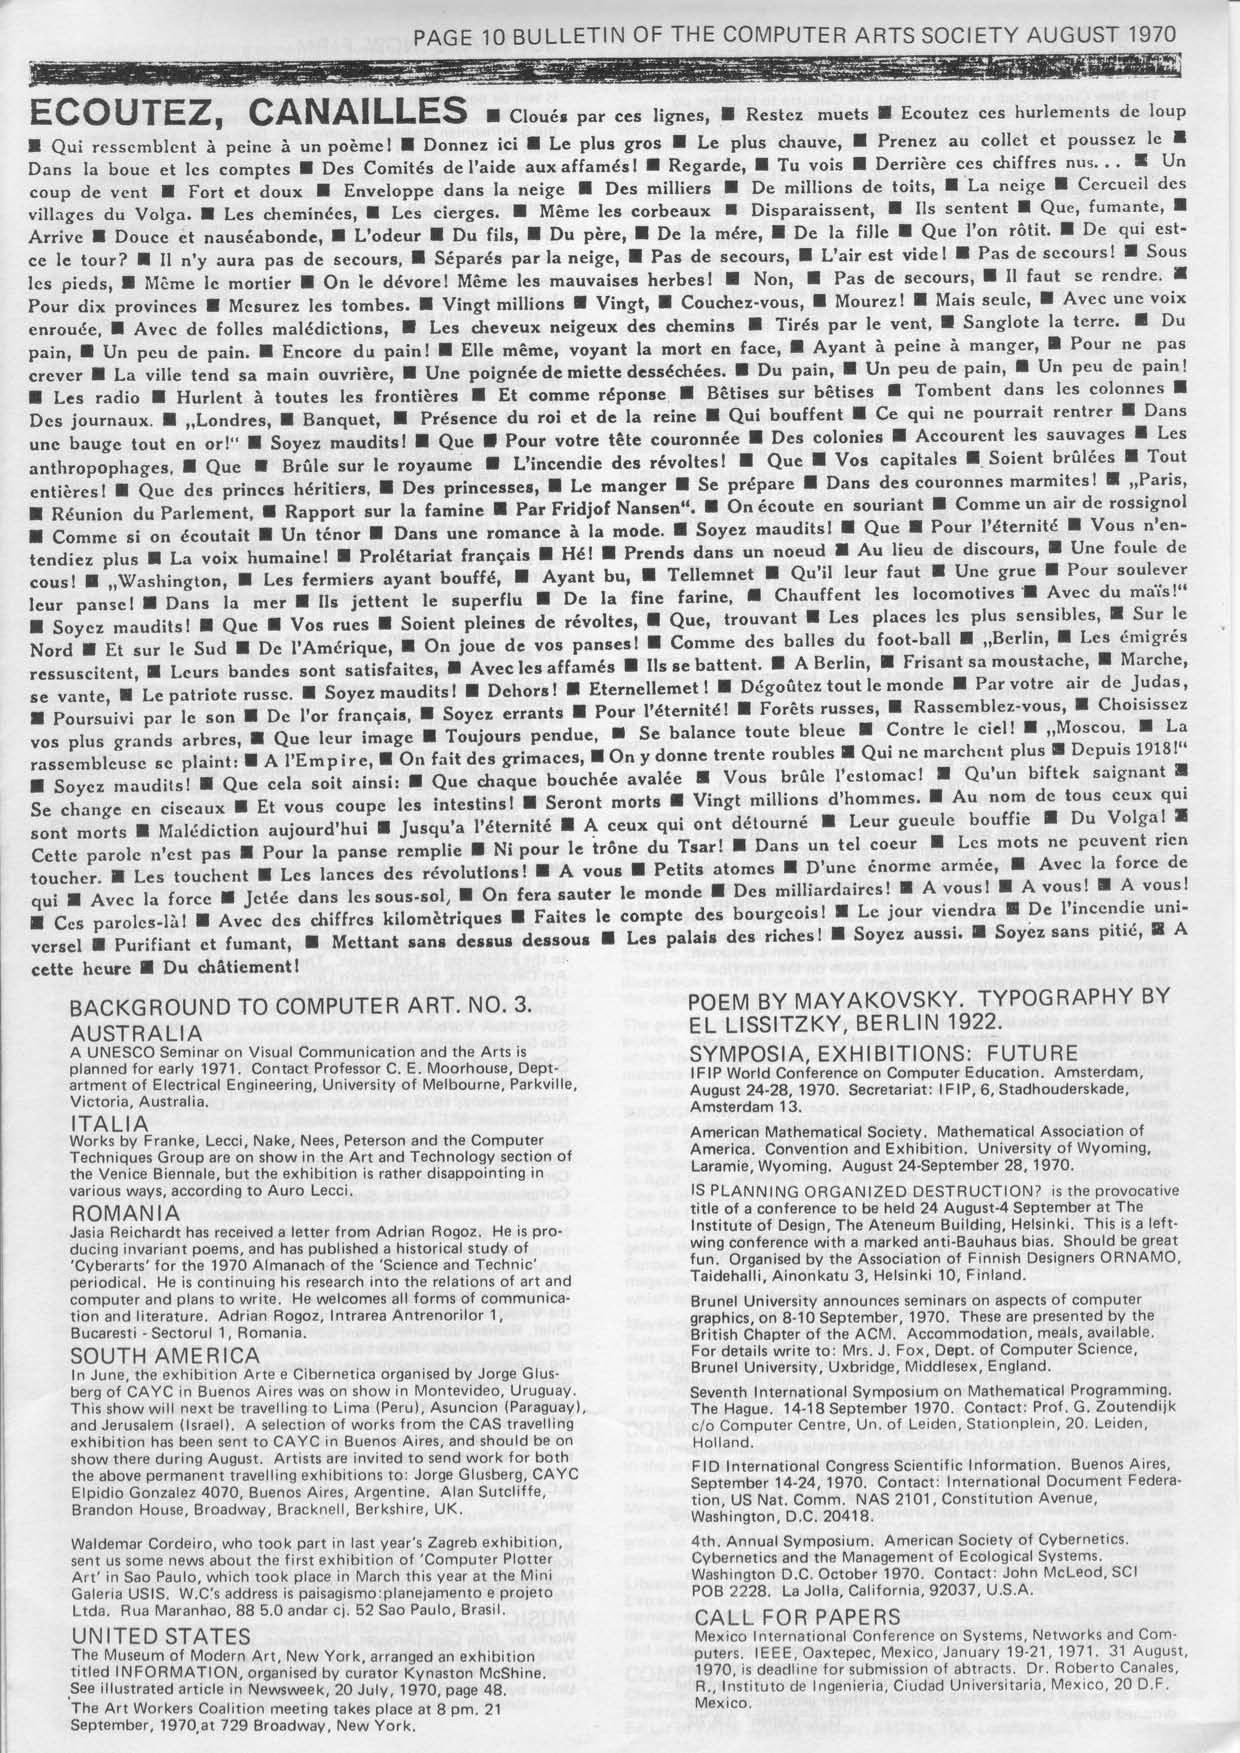 PAGE 10 BULLETIN OF THE COMPUTER ARTS SOCIETY AUGUST 1970
ECOUTEZ, CANAILLES ■ Cloués par ces lignes, ■ Restez muets ■ Ecoutez ces hurlements de loup
■ Qui ressemblent à peine à un poème! ■ Donnez ici ■ Le plus gros ■ Le plus chauve, ■ Prenez au collet et poussez le ■
Dans la boue et les comptes ■ Des Comités de l'aide aux affamés! ■ Regarde, ■ Tu vois ■ Derrière ces chiffres nus... ■ Un
coup de vent ■ Fort et doux ■ Enveloppe dans la neige ■ Des milliers ■ De millions de toits, ■ La neige ■ Cercueil des
villages du Volga. ■ Les cheminées, ■ Les cierges. ■ Même les corbeaux ■ Disparaissent, ■ Ils sentent ■ Que, fumante, ■
Arrive ■ Douce et nauséabonde, ■ L'odeur ■ Du fils, ■ Du père, ■ De la mére, ■ De la fille ■ Que l'on rôtit. ■ De qui est-
ce le tour? ■ Il n'y aura pas de secours, ■ Séparés par la neige, ■ Pas de secours, ■ L'air est vide! ■ Pas de secours! ■ Sous
les pieds, ■ Même le mortier ■ On le dévore! Même les mauvaises herbes! ■ Non, ■ Pas de secours, ■ Il faut se rendre. ■
Pour dix provinces ■ Mesurez les tombes. ■ Vingt millions ■ Vingt, ■ Couchez-vous, ■ Mourez! ■ Mais seule, ■ Avec une voix
enrouée, ■ Avec de folles malédictions, ■ Les cheveux neigeux des chemins ■ Tirés par le vent, ■ Sanglote la terre. ■ Du
pain, ■ Un peu de pain. ■ Encore du pain! ■ Elle même, voyant la mort en face, ■ Ayant à peine à manger, ■ Pour ne pas
crever ■ La ville tend sa main ouvrière, ■ Une poignée de miette desséchées. ■ Du pain, ■ Un peu de pain, ■ Un peu de pain!
■ Les radio ■ Hurlent à toutes les frontières ■ Et comme réponse ■ Bêtises sur bêtises ■ Tombent dans les colonnes ■
Des journaux. ■ „Londres, ■ Banquet, ■ Présence du roi et de la reine ■ Qui bouffent ■ Ce qui ne pourrait rentrer ■ Dans
une bauge tout en or!“ ■ Soyez maudits! ■ Que ■ Pour votre tête couronnée ■ Des colonies ■ Accourent les sauvages ■ Les
anthropophages, ■ Que ■ Brûle sur le royaume ■ L'incendie des révoltes! ■ Que ■ Vos capitales ■ Soient brûlées ■ Tout
entières! ■ Que des princes héritiers, ■ Des princesses, ■ Le manger ■ Se prépare ■ Dans des couronnes marmites! ■ „Paris,
■ Réunion du Parlement, ■ Rapport sur la famine ■ Par Fridjof Nansen“. ■ On écoute en souriant ■ Comme un air de rossignol
■ Comme si on écoutait ■ Un ténor ■ Dans une romance à la mode. ■ Soyez maudits! ■ Que ■ Pour l'éternité ■ Vous n'en-
tendiez plus ■ La voix humaine! ■ Prolétariat français ■ Hé! ■ Prends dans un noeud ■ Au lieu de discours, ■ Une foule de
cous! ■ „Washington, ■ Les fermiers ayant bouffé, ■ Ayant bu, ■ Tellemnet ■ Qu'il leur faut ■ Une grue ■ Pour soulever
leur panse! ■ Dans la mer ■ Ils jettent le superflu ■ De la fine farine, ■ Chauffent les locomotives ■ Avec du maïs!“
■ Soyez maudits! ■ Que ■ Vos rues ■ Soient pleines de révoltes, ■ Que, trouvant ■ Les places les plus sensibles, ■ Sur le
Nord ■ Et sur le Sud ■ De l'Amérique, ■ On joue de vos panses! ■ Comme des balles du foot-ball ■ „Berlin, ■ Les émigrés
ressuscitent, ■ Leurs bandes sont satisfaites, ■ Avec les affamés ■ Ils se battent. ■ A Berlin, ■ Frisant sa moustache, ■ Marche,
se vante, ■ Le patriote russe. ■ Soyez maudits! ■ Dehors! ■ Eternellemet! ■ Dégoûtez tout le monde ■ Par votre air de Judas,
■ Poursuivi par le son ■ De l'or français, ■ Soyez errants ■ Pour l'éternité! ■ Forêts russes, ■ Rassemblez-vous, ■ Choisissez
vos plus grands arbres, ■ Que leur image ■ Toujours pendue, ■ Se balance toute bleue ■ Contre le ciel! ■ „Moscou. ■ La
rassembleuse se plaint: ■ A l'Empire, ■ On fait des grimaces, ■ On y donne trente roubles ■ Qui ne marchent plus ■ Depuis 1918!“
■ Soyez maudits! ■ Que cela soit ainsi: ■ Que chaque bouchée avalée ■ Vous brûle l'estomac! ■ Qu'un biftek saignant ■
Se change en ciseaux ■ Et vous coupe les intestins! ■ Seront morts ■ Vingt millions d'hommes. ■ Au nom de tous ceux qui
sont morts ■ Malédiction aujourd'hui ■ Jusqu'a l'éternité ■ A ceux qui ont détourné ■ Leur gueule bouffie ■ Du Volga! ■
Cette parole n'est pas ■ Pour la panse remplie ■ Ni pour le trône du Tsar! ■ Dans un tel coeur ■ Les mots ne peuvent rien
toucher. ■ Les touchent ■ Les lances des révolutions! ■ A vous ■ Petits atomes ■ D'une énorme armée, ■ Avec la force de
qui ■ Avec la force ■ Jetée dans les sous-sol, ■ On fera sauter le monde ■ Des milliardaires! ■ A vous! ■ A vous! ■ A vous!
■ Ces paroles-là! ■ Avec des chiffres kilomètriques ■ Faites le compte des bourgeois! ■ Le jour viendra ■ De l'incendie uni-
versel ■ Purifiant et fumant, ■ Mettant sans dessus dessous ■ Les palais des riches! ■ Soyez aussi. ■ Soyez sans pitié, ■ A
cette heure ■ Du châtiement!
BACKGROUND TO COMPUTER ART. NO. 3.
AUSTRALIA
A UNESCO Seminar on Visual Communication and the Arts is
planned for early 1971. Contact Professor C. E. Moorhouse, Dept-
artment of Electrical Engineering, University of Melbourne, Parkville,
Victoria, Australia.
ITALIA
Works by Franke, Lecci, Nake, Nees, Peterson and the Computer
Techniques Group are on show in the Art and Technology section of
the Venice Biennale, but the exhibition is rather disappointing in
various ways, according to Auro Lecci.
ROMANIA
Jasia Reichardt has received a letter from Adrian Rogoz. He is pro-
ducing invariant poems, and has published a historical study of
'Cyberarts' for the 1970 Almanach of the 'Science and Technic'
periodical. He is continuing his research into the relations of art and
computer and plans to write. He welcomes all forms of communica-
tion and literature. Adrian Rogoz, Intrarea Antrenorilor 1,
Bucaresti - Sectorul 1, Romania.
SOUTH AMERICA
In June, the exhibition Arte e Cibernetica organised by Jorge Glus-
berg of CAYC in Buenos Aires was on show in Montevideo, Uruguay.
This show will next be travelling to Lima (Peru), Asuncion (Paraguay),
and Jerusalem (Israel). A selection of works from the CAS travelling
exhibition has been sent to CAYC in Buenos Aires, and should be on
show there during August. Artists are invited to send work for both
the above permanent travelling exhibitions to: Jorge Glusberg, CAYC
Elpidio Gonzalez 4070, Buenos Aires, Argentine. Alan Sutcliffe,
Brandon House, Broadway, Bracknell, Berkshire, UK.
Waldemar Cordeiro, who took part in last year's Zagreb exhibition,
sent us some news about the first exhibition of 'Computer Plotter
Art' in Sao Paulo, which took place in March this year at the Mini
Galeria USIS. W.C's address is paisagismo:planejamento e projeto
Ltda. Rua Maranhao, 88 5.0 andar cj. 52 Sao Paulo, Brasil.
UNITED STATES
The Museum of Modern Art, New York, arranged an exhibition
titled INFORMATION, organised by curator Kynaston McShine.
See illustrated article in Newsweek, 20 July, 1970, page 48.
The Art Workers Coalition meeting takes place at 8 pm. 21
September, 1970,at 729 Broadway, New York.
POEM BY MAYAKOVSKY. TYPOGRAPHY BY
EL LISSITZKY, BERLIN 1922.
SYMPOSIA, EXHIBITIONS: FUTURE
IFIP World Conference on Computer Education. Amsterdam,
August 24-28, 1970. Secretariat: IFIP, 6, Stadhouderskade,
Amsterdam 13.
American Mathematical Society. Mathematical Association of
America. Convention and Exhibition. University of Wyoming,
Laramie, Wyoming. August 24-September 28, 1970.
IS PLANNING ORGANIZED DESTRUCTION? is the provocative
title of a conference to be held 24 August-4 September at The
Institute of Design, The Ateneum Building, Helsinki. This is a left-
wing conference with a marked anti-Bauhaus bias. Should be great
fun. Organised by the Association of Finnish Designers ORNAMO,
Taidehalli, Ainonkatu 3, Helsinki 10, Finland.
Brunel University announces seminars on aspects of computer
graphics, on 8-10 September, 1970. These are presented by the
British Chapter of the ACM. Accommodation, meals, available.
For details write to: Mrs. J. Fox, Dept. of Computer Science,
Brunel University, Uxbridge, Middlesex, England.
Seventh International Symposium on Mathematical Programming.
The Hague. 14-18 September 1970. Contact: Prof. G. Zoutendijk
c/o Computer Centre, Un. of Leiden, Stationplein, 20. Leiden,
Holland.
FID International Congress Scientific Information. Buenos Aires,
September 14-24, 1970. Contact: International Document Federa-
tion, US Nat. Comm. NAS 2101, Constitution Avenue,
Washington, D.C. 20418.
4th. Annual Symposium. American Society of Cybernetics.
Cybernetics and the Management of Ecological Systems.
Washington D.C. October 1970. Contact: John McLeod, SCI
POB 2228. La Jolla, California, 92037, U.S.A.
CALL FOR PAPERS
Mexico International Conference on Systems, Networks and Com-
puters. IEEE, Oaxtepec, Mexico, January 19-21, 1971. 31 August,
1970, is deadline for submission of abtracts. Dr. Roberto Canales,
R., Instituto de Ingenieria, Ciudad Universitaria, Mexico, 20 D.F.
Mexico.